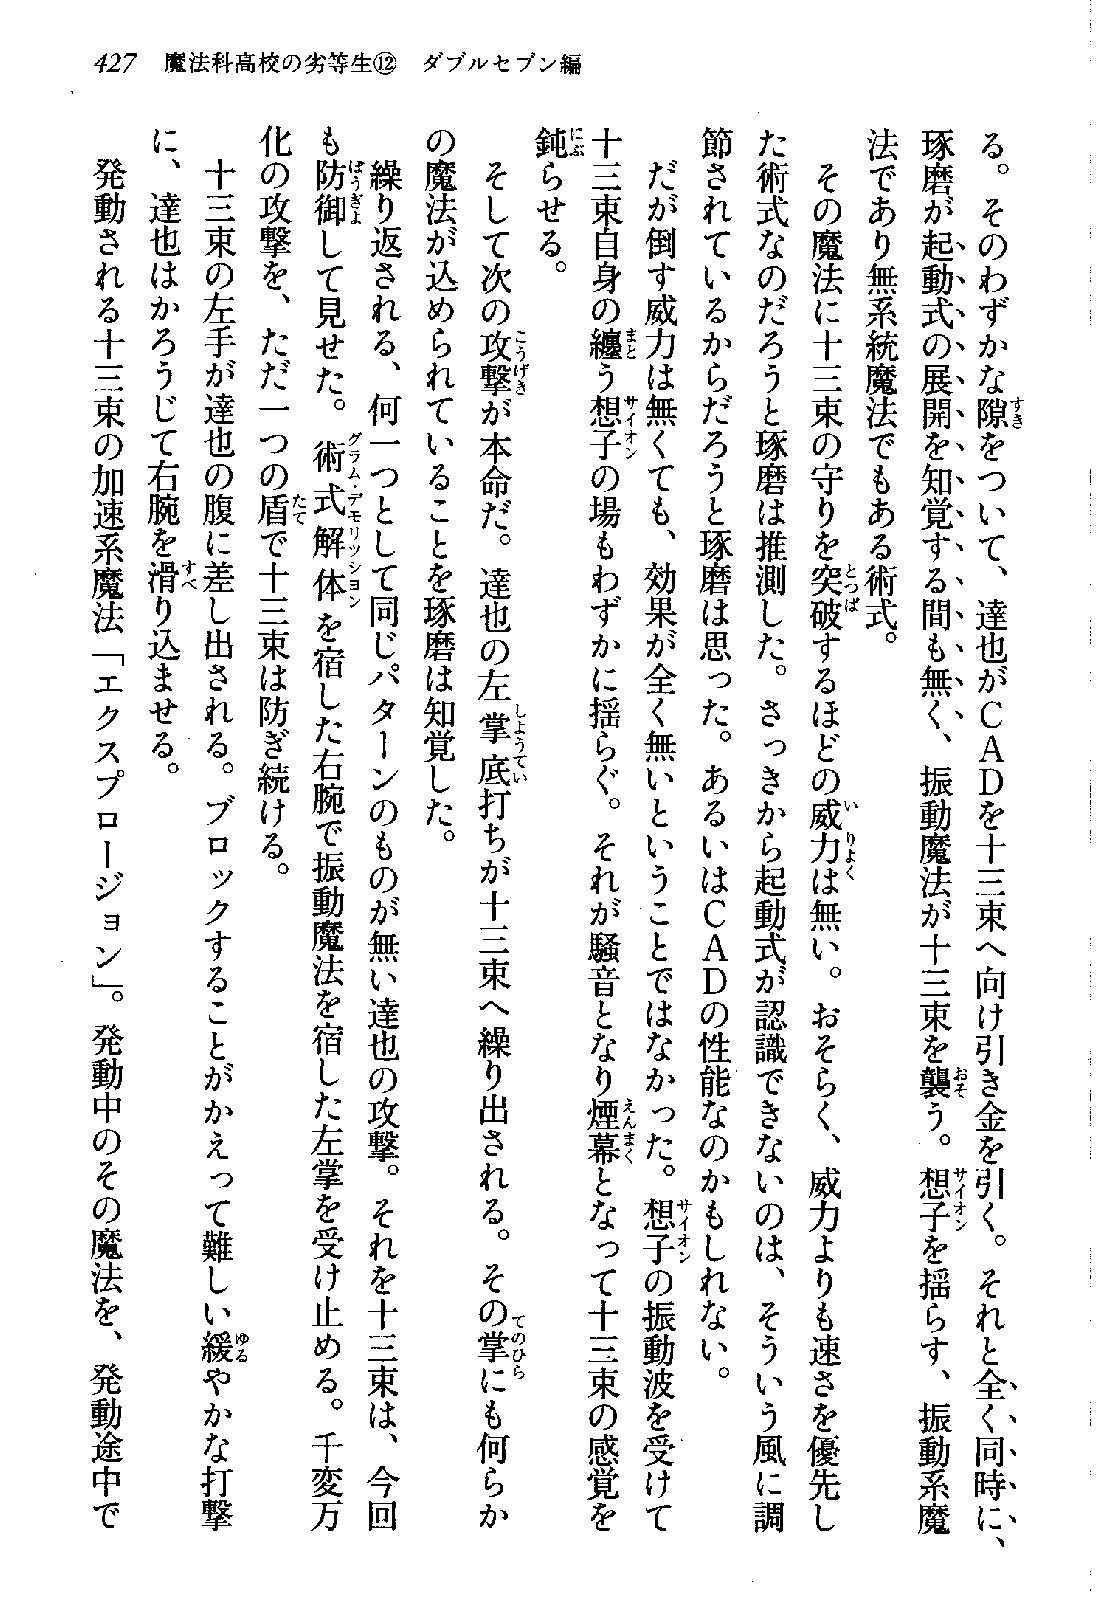 427 魔法科高校の劣等生⑫ ダブルセブン編
る。そのわずかな隙をついて、達也がCADを十三束へ向け引き金を引く。それと全く同時に、
琢磨が起動式の展開を知覚する間も無く、振動魔法が十三束を襲う。想子を揺らす、振動系魔
法であり無系統魔法でもある術式。
その魔法に十三束の守りを突破するほどの威力は無い。おそらく、威力よりも速さを優先し
た術式なのだろうと琢磨は推測した。さっきから起動式が認識できないのは、そういう風に調
節されているからだろうと琢磨は思った。あるいはCADの性能なのかもしれない。
だが倒す威力は無くても、効果が全く無いということではなかった。想子の振動波を受けて
十三束自身の纏う想子の場もわずかに揺らぐ。それが騒音となり煙幕となって十三束の感覚を
鈍らせる。
そして次の攻撃が本命だ。達也の左掌底打ちが十三束へ繰り出される。その掌にも何らか
の魔法が込められていることを琢磨は知覚した。
繰り返される、何一つとして同じパターンのものが無い達也の攻撃。それを十三束は、今回
も防御して見せた。術式解体を宿した右腕で振動魔法を宿した左掌を受け止める。千変万
化の攻撃を、ただ一つの盾で十三束は防ぎ続ける。
十三束の左手が達也の腹に差し出される。ブロックすることがかえって難しい緩やかな打撃
に、達也はかろうじて右腕を滑り込ませる。
発動される十三束の加速系魔法「エクスプロージョン」。発動中のその魔法を、発動途中で